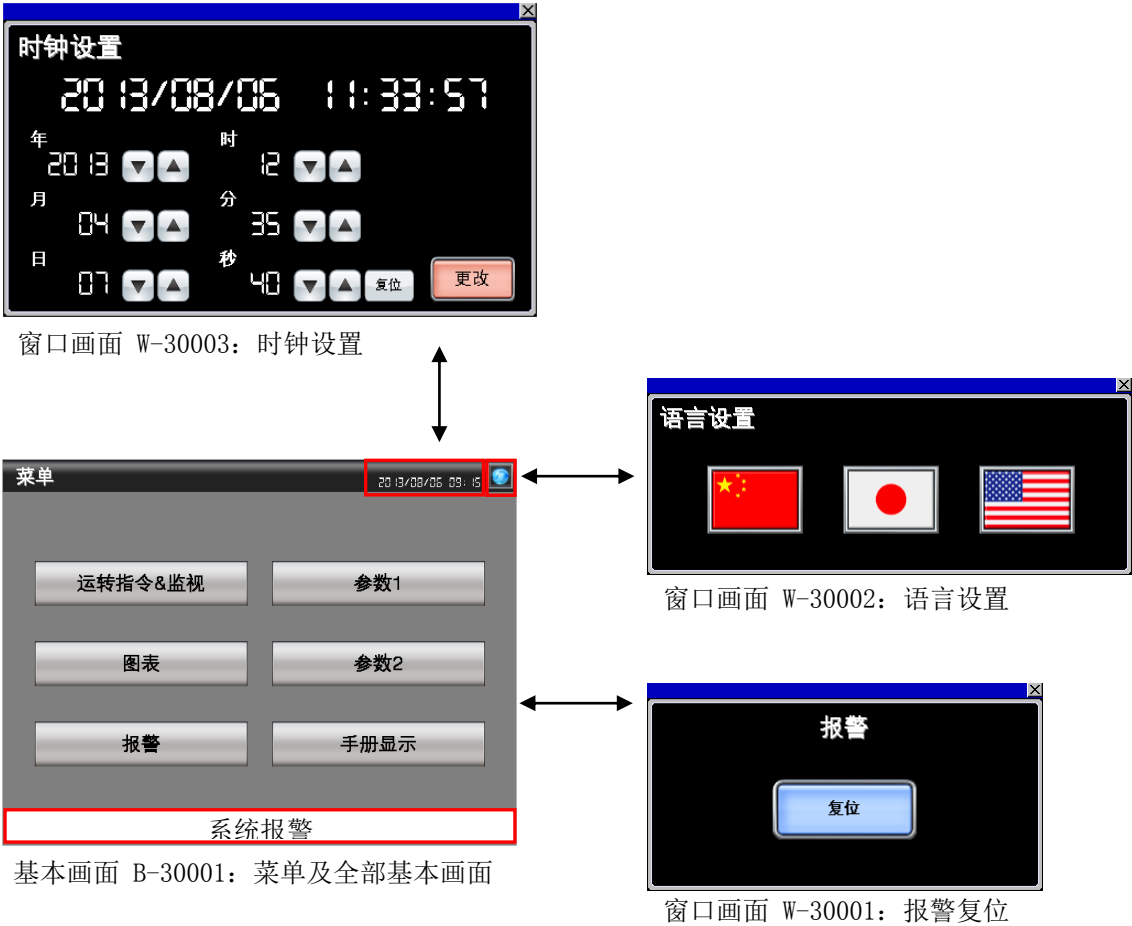 时钟设置
2013/08/06 11:33:57
年 时
2013 ▼ ▲ 12 ▼ ▲
月 分
04 ▼ ▲ 35 ▼ ▲
日 秒
07 ▼ ▲ 40 ▼ ▲ 复位 更改
窗口画面 W-30003：时钟设置
菜单 2013/08/06 09:15
运转指令&监视 参数1
图表 参数2
报警 手册显示
系统报警
基本画面 B-30001：菜单及全部基本画面
语言设置
窗口画面 W-30002：语言设置
报警
复位
窗口画面 W-30001：报警复位